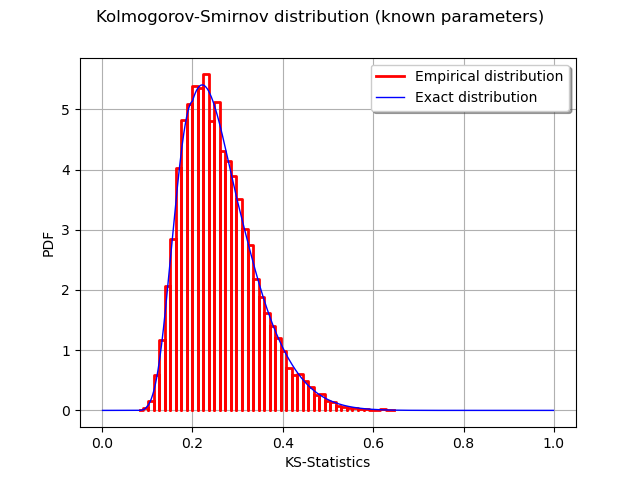 Kolmogorov-Smirnov distribution (known parameters)
Empirical distribution
Exact distribution
PDF
5
4
3
2
1
0
0.0 0.2 0.4 0.6 0.8 1.0
KS-Statistics